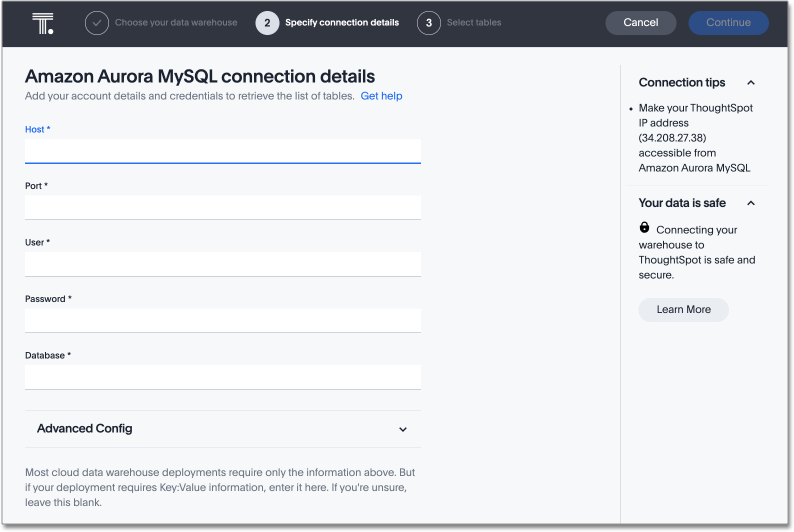 T.
Choose your data warehouse
2 Specify connection details
3 Select tables
Cancel
Continue
Amazon Aurora MySQL connection details
Add your account details and credentials to retrieve the list of tables. Get help
Host *
Port *
User *
Password *
Database *
Advanced Config
Most cloud data warehouse deployments require only the information above. But
if your deployment requires Key:Value information, enter it here. If you're unsure,
leave this blank.
Connection tips
• Make your ThoughtSpot
IP address
(34.208.27.38)
accessible from
Amazon Aurora MySQL
Your data is safe
Connecting your
warehouse to
ThoughtSpot is safe and
secure.
Learn More